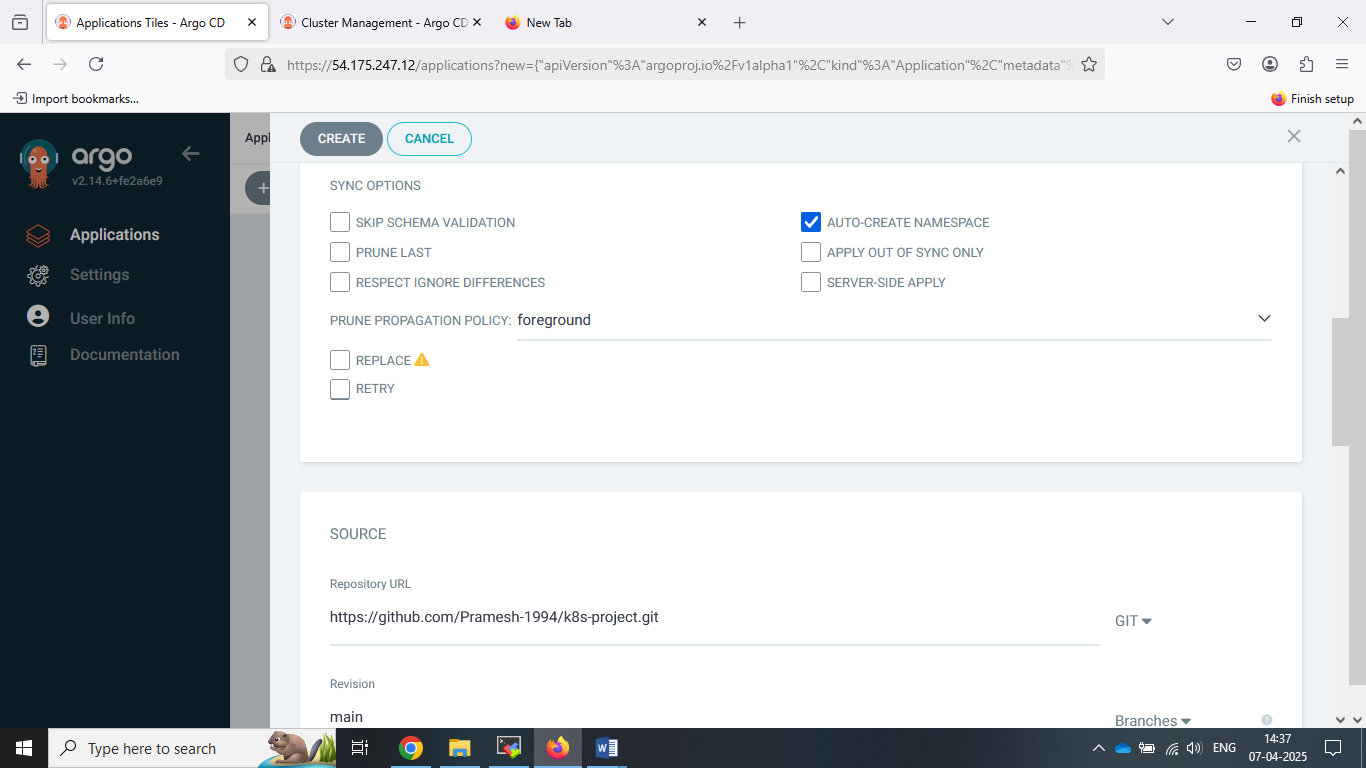 Applications Tiles - Argo CD
Cluster Management - Argo CD
New Tab
https://54.175.247.12/applications?new={"apiVersion"%3A"argoproj.io%2Fv1alpha1"%2C"kind"%3A"Application"%2C"metadata"%
Import bookmarks...
Finish setup
argo
v2.14.6+fe2a6e9
Appl
CREATE
CANCEL
Applications
Settings
User Info
Documentation
SYNC OPTIONS
SKIP SCHEMA VALIDATION
AUTO-CREATE NAMESPACE
PRUNE LAST
APPLY OUT OF SYNC ONLY
RESPECT IGNORE DIFFERENCES
SERVER-SIDE APPLY
PRUNE PROPAGATION POLICY: foreground
REPLACE
RETRY
SOURCE
Repository URL
https://github.com/Pramesh-1994/k8s-project.git
GIT
Revision
main
Branches
Type here to search
ENG
14:37
07-04-2025